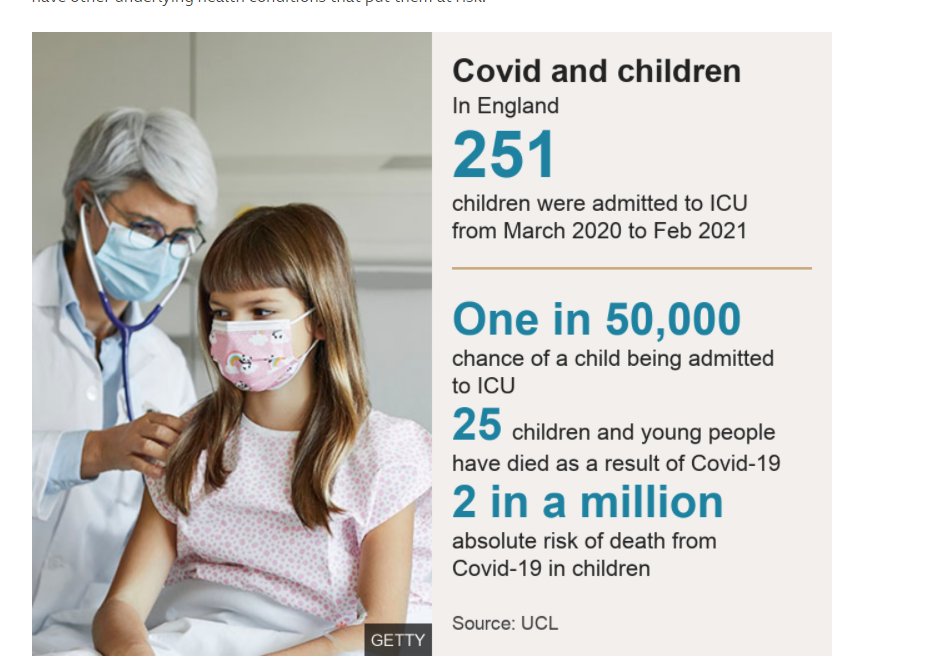 have other underlying health conditions that put them at risk.
Covid and children
In England
251
children were admitted to ICU
from March 2020 to Feb 2021
One in 50,000
chance of a child being admitted
to ICU
25 children and young people
have died as a result of Covid-19
2 in a million
absolute risk of death from
Covid-19 in children
Source: UCL
GETTY